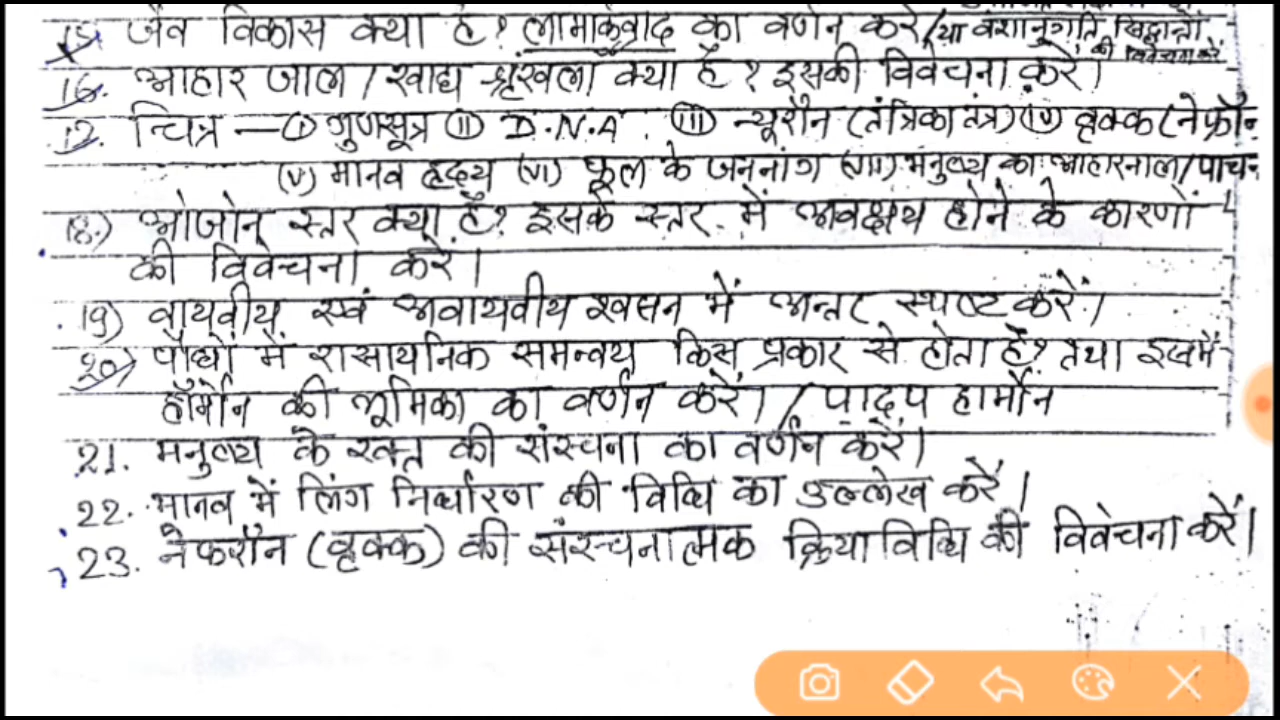 15. जैव विकास क्या है? लामार्कवाद का वर्णन करें/या वंशानुगति सिद्धान्तों की विवेचना करें
16. आहार जाल / खाद्य श्रृंखला क्या है? इसकी विवेचना करें।
17. चित्र — (i) गुणसूत्र (ii) D.N.A. (iii) न्यूरॉन (तंत्रिका तंत्र) (iv) वृक्क (नेफ्रॉन
(v) मानव हृदय (vi) फूल के जननांग (vii) मनुष्य का आहारनाल/पाचन
18.) ओजोन स्तर क्या है? इसके स्तर में अवक्षय होने के कारणों
की विवेचना करें।
19) वायवीय एवं अवायवीय श्वसन में अन्तर स्पष्ट करें।
20) पौधों में रासायनिक समन्वय किस प्रकार से होता है? तथा इसमें
हॉर्मोन की भूमिका का वर्णन करें। / पादप हार्मोन
21. मनुष्य के रक्त की संरचना का वर्णन करें।
22. मानव में लिंग निर्धारण की विधि का उल्लेख करें।
23. नेफरॉन (वृक्क) की संरचनात्मक क्रियाविधि की विवेचना करें।